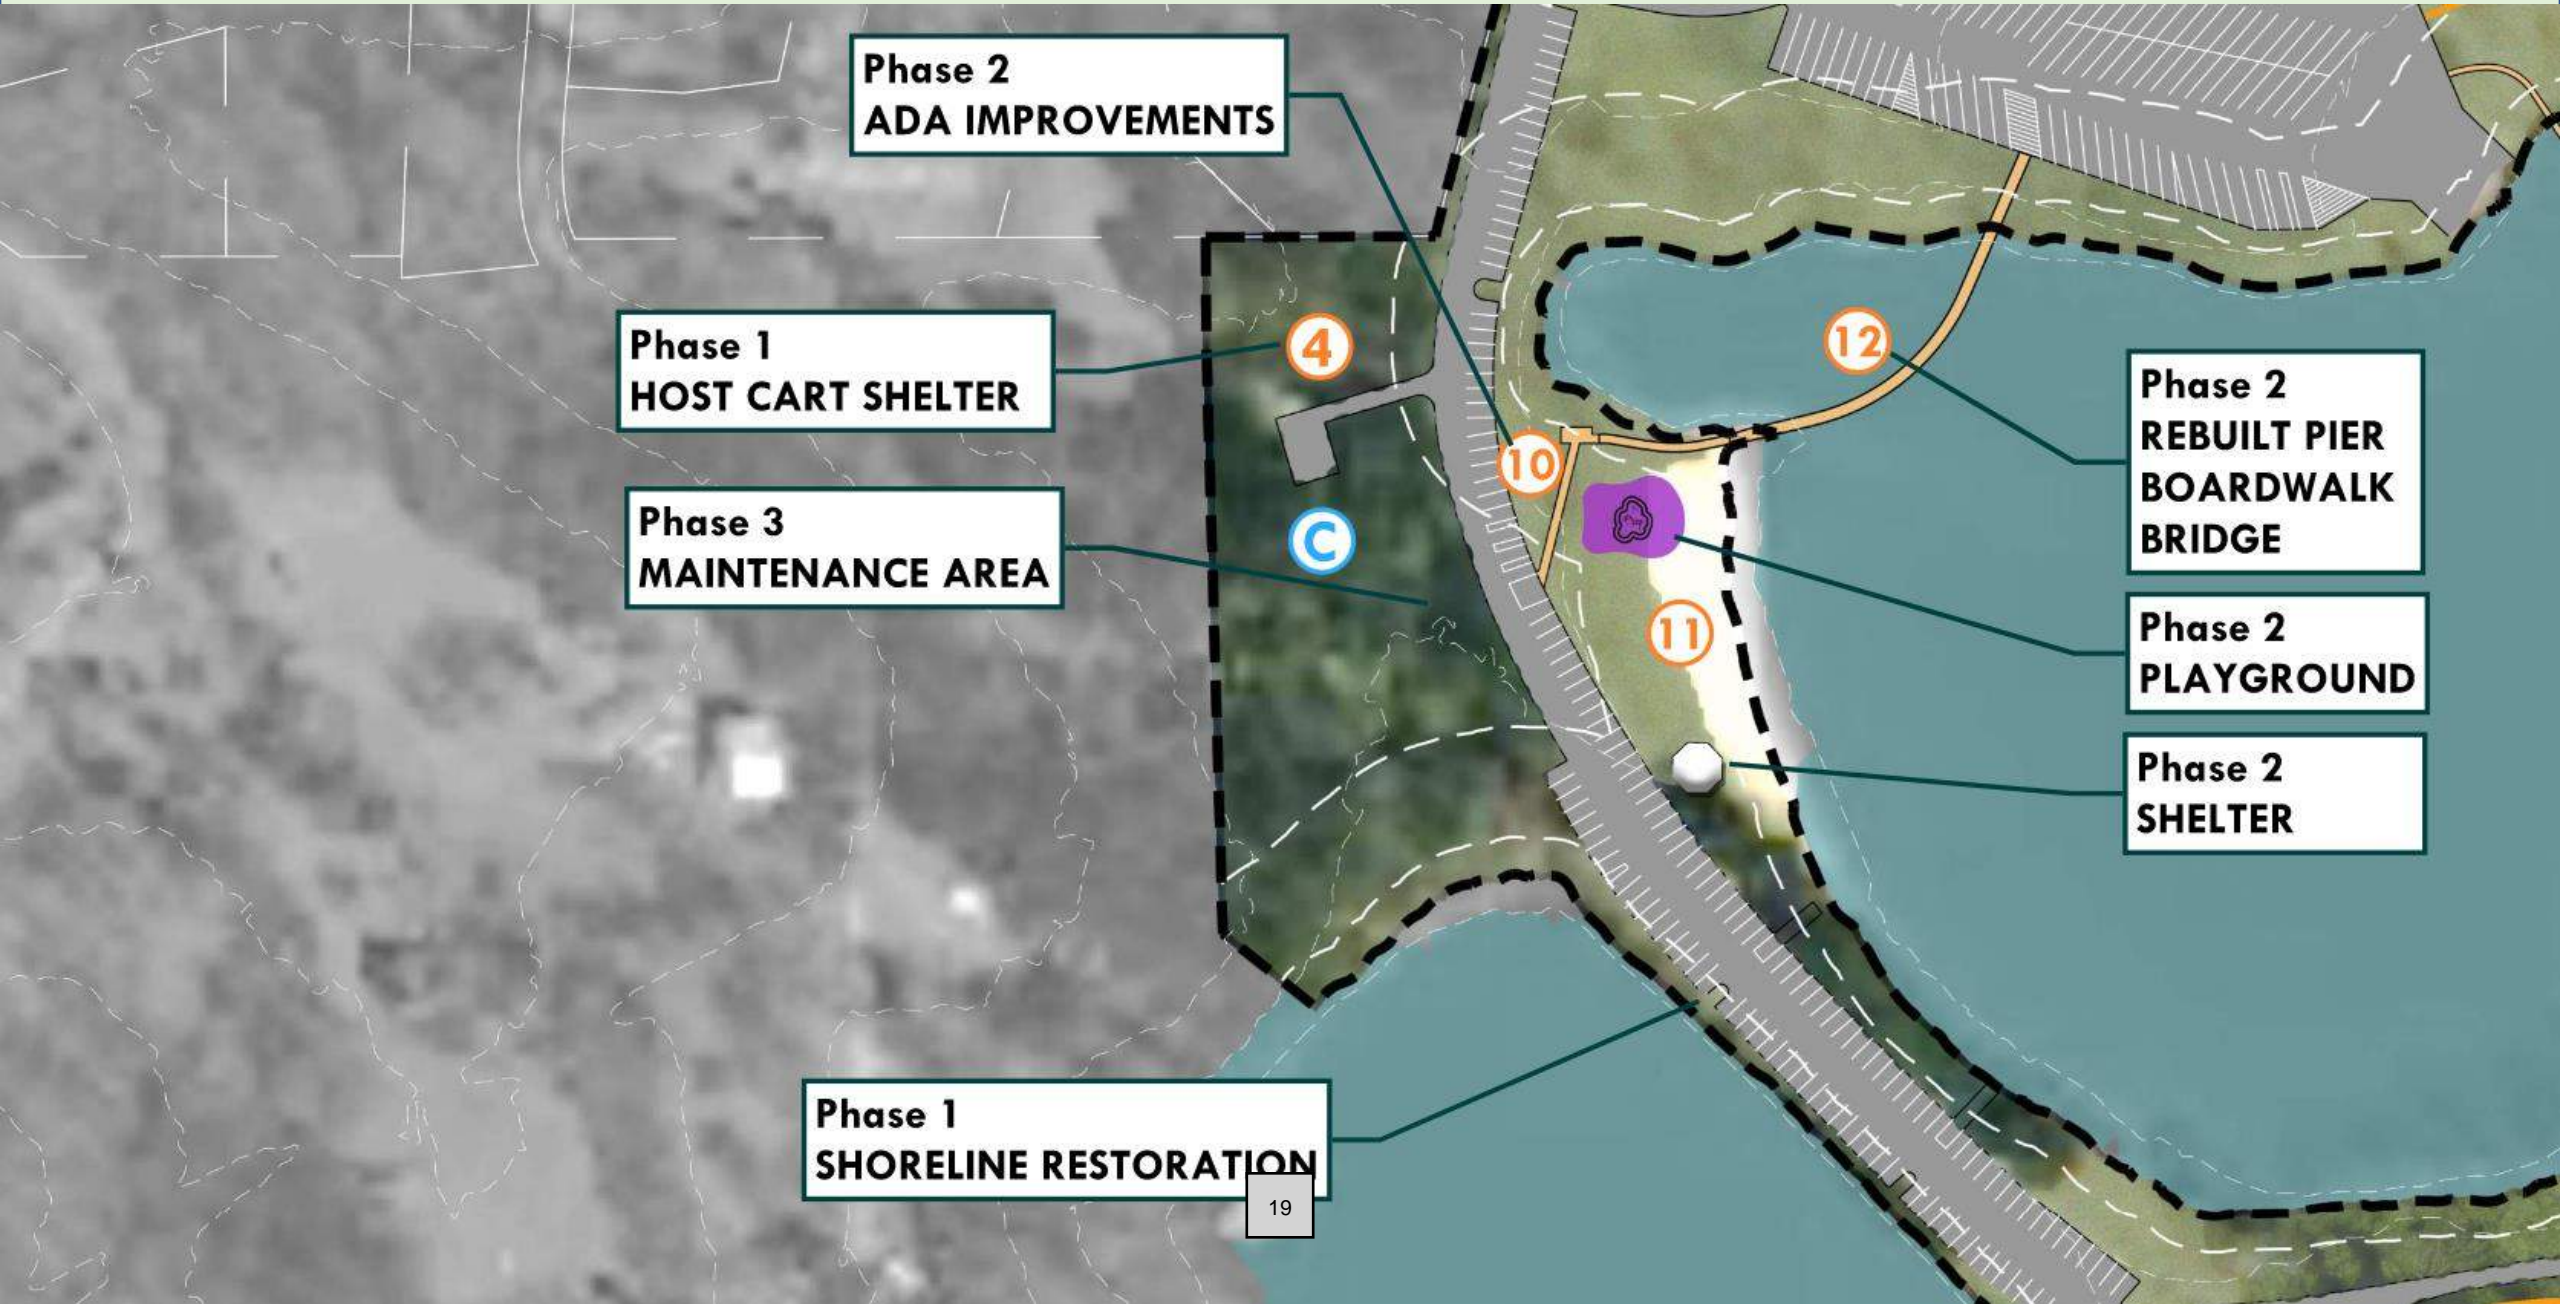 Phase 2
ADA IMPROVEMENTS
Phase 1
HOST CART SHELTER
4
12
Phase 2
REBUILT PIER
BOARDWALK
BRIDGE
10
Phase 3
MAINTENANCE AREA
C
11
Phase 2
PLAYGROUND
Phase 2
SHELTER
Phase 1
SHORELINE RESTORATION
19